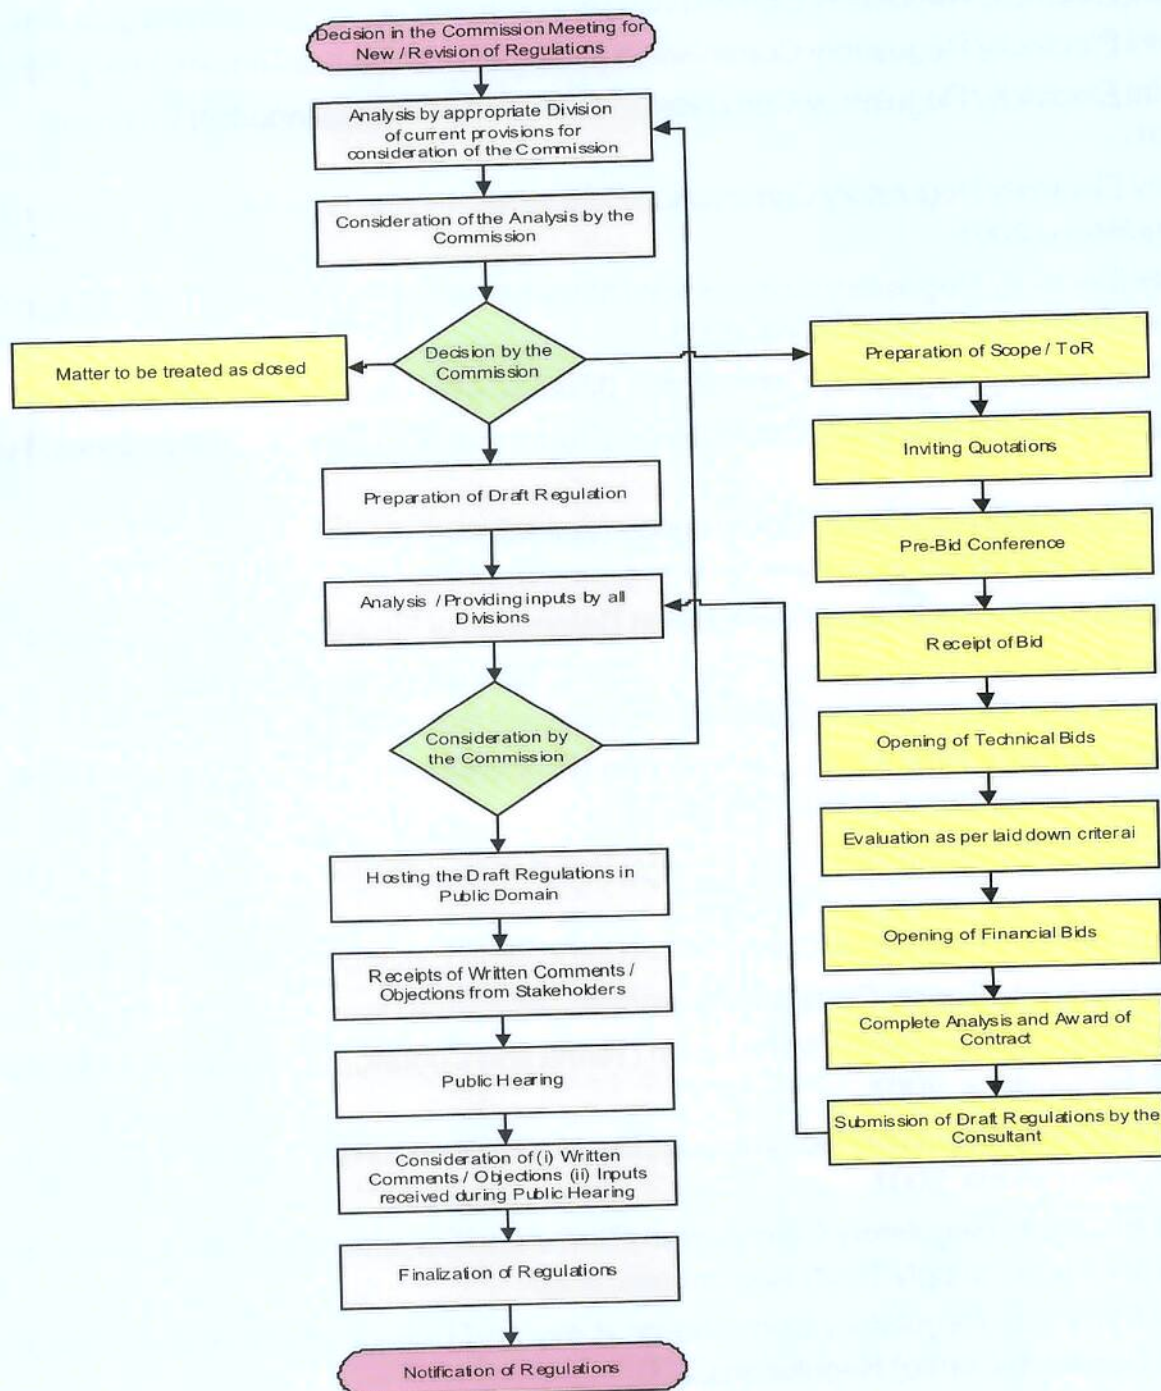 Decision in the Commission Meeting for
New / Revision of Regulations
Analysis by appropriate Division
of current provisions for
consideration of the Commission
Consideration of the Analysis by the
Commission
Decision by the
Commission
Matter to be treated as closed
Preparation of Draft Regulation
Analysis / Providing inputs by all
Divisions
Consideration by
the Commission
Hosting the Draft Regulations in
Public Domain
Receipts of Written Comments /
Objections from Stakeholders
Public Hearing
Consideration of (i) Written
Comments / Objections (ii) Inputs
received during Public Hearing
Finalization of Regulations
Notification of Regulations
Preparation of Scope / ToR
Inviting Quotations
Pre-Bid Conference
Receipt of Bid
Opening of Technical Bids
Evaluation as per laid down criterai
Opening of Financial Bids
Complete Analysis and Award of
Contract
Submission of Draft Regulations by the
Consultant